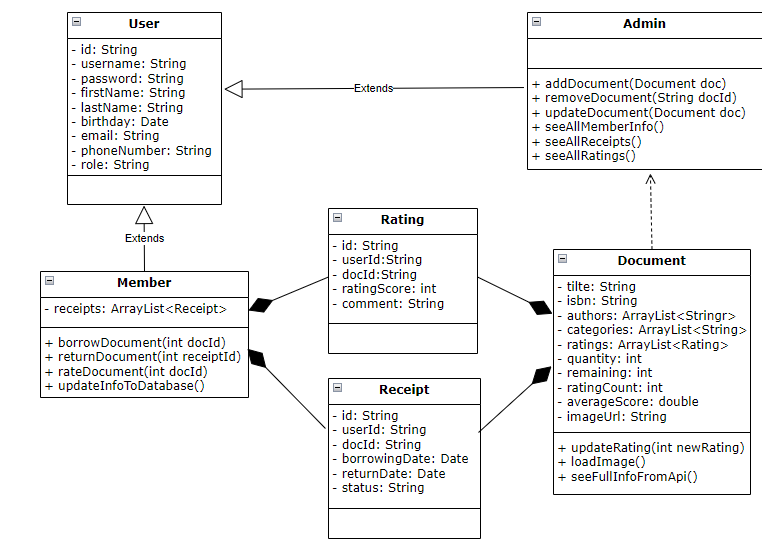 User
- id: String
- username: String
- password: String
- firstName: String
- lastName: String
- birthday: Date
- email: String
- phoneNumber: String
- role: String
Admin
+ addDocument(Document doc)
+ removeDocument(String docId)
+ updateDocument(Document doc)
+ seeAllMemberInfo()
+ seeAllReceipts()
+ seeAllRatings()
Extends
Extends
Member
- receipts: ArrayList<Receipt>
+ borrowDocument(int docId)
+ returnDocument(int receiptId)
+ rateDocument(int docId)
+ updateInfoToDatabase()
Rating
- id: String
- userId:String
- docId:String
- ratingScore: int
- comment: String
Receipt
- id: String
- userId: String
- docId: String
- borrowingDate: Date
- returnDate: Date
- status: String
Document
- tilte: String
- isbn: String
- authors: ArrayList<Stringr>
- categories: ArrayList<String>
- ratings: ArrayList<Rating>
- quantity: int
- remaining: int
- ratingCount: int
- averageScore: double
- imageUrl: String
+ updateRating(int newRating)
+ loadImage()
+ seeFullInfoFromApi()